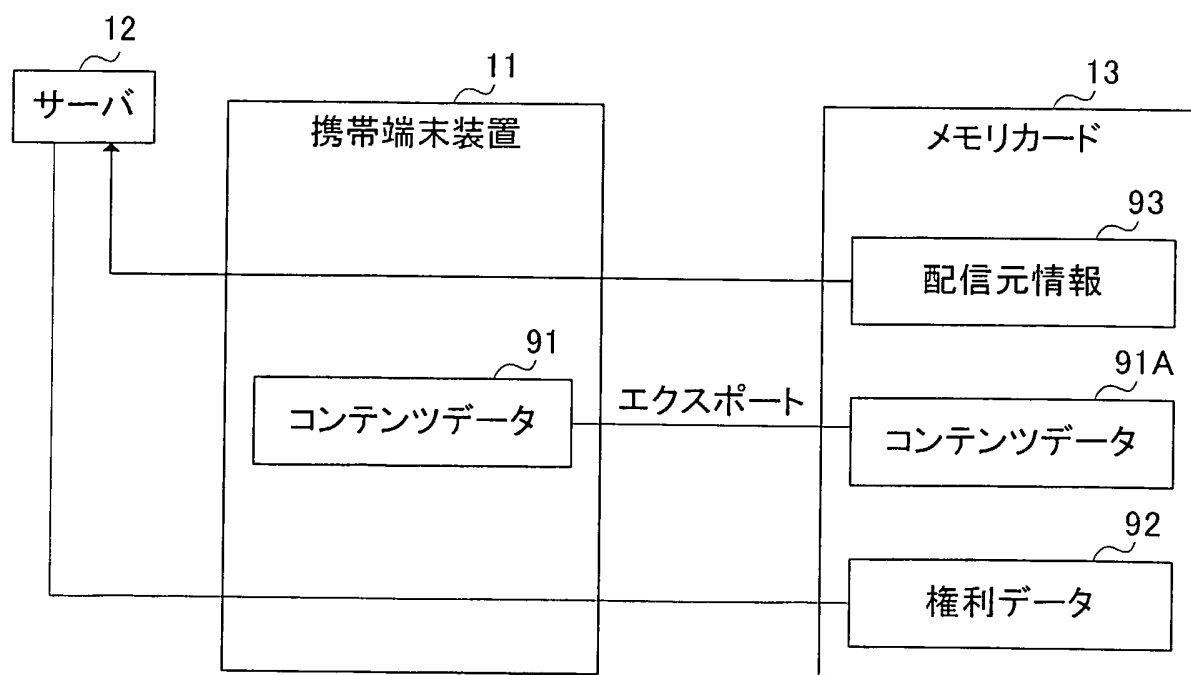 12
サーバ
11
携帯端末装置
13
メモリカード
93
配信元情報
91
コンテンツデータ
エクスポート
91A
コンテンツデータ
92
権利データ